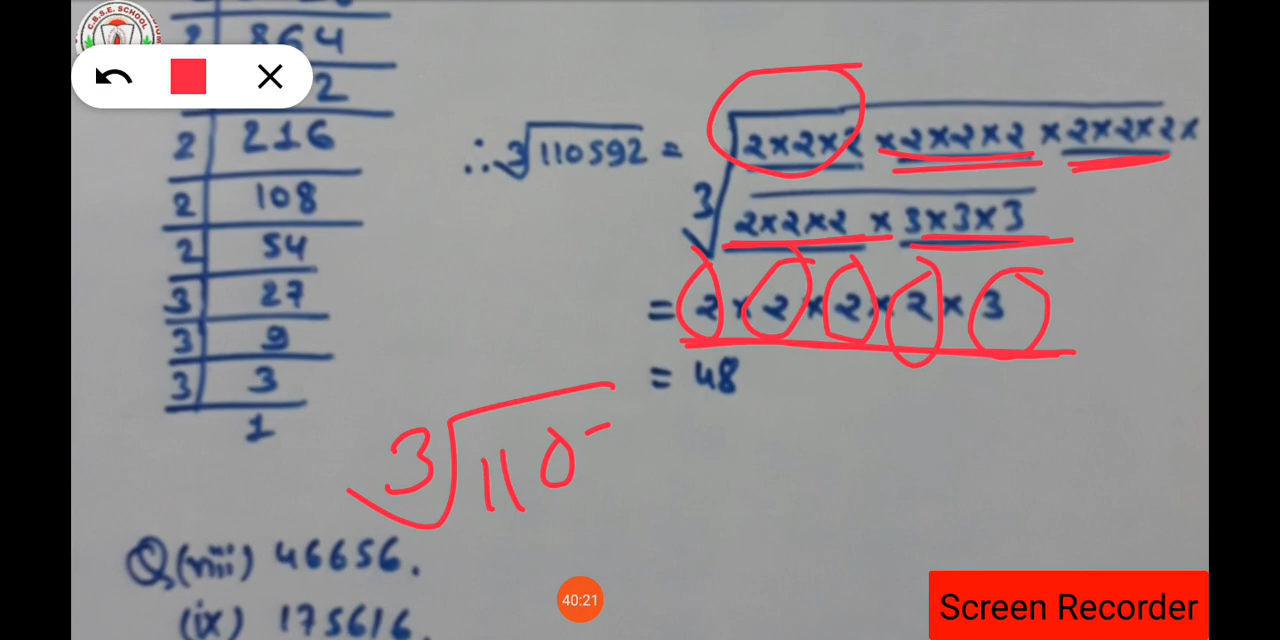 C.B.S.E. SCHOOL
2 | 864
2
2 | 216
2 | 108
2 | 54
3 | 27
3 | 9
3 | 3
1
∴ ∛110592 = ∛2×2×2 × 2×2×2 × 2×2×2 ×
2×2×2 × 3×3×3
= 2 × 2 × 2 × 2 × 3
= 48
∛110
Q(viii) 46656.
(ix) 175616.
40:21
Screen Recorder